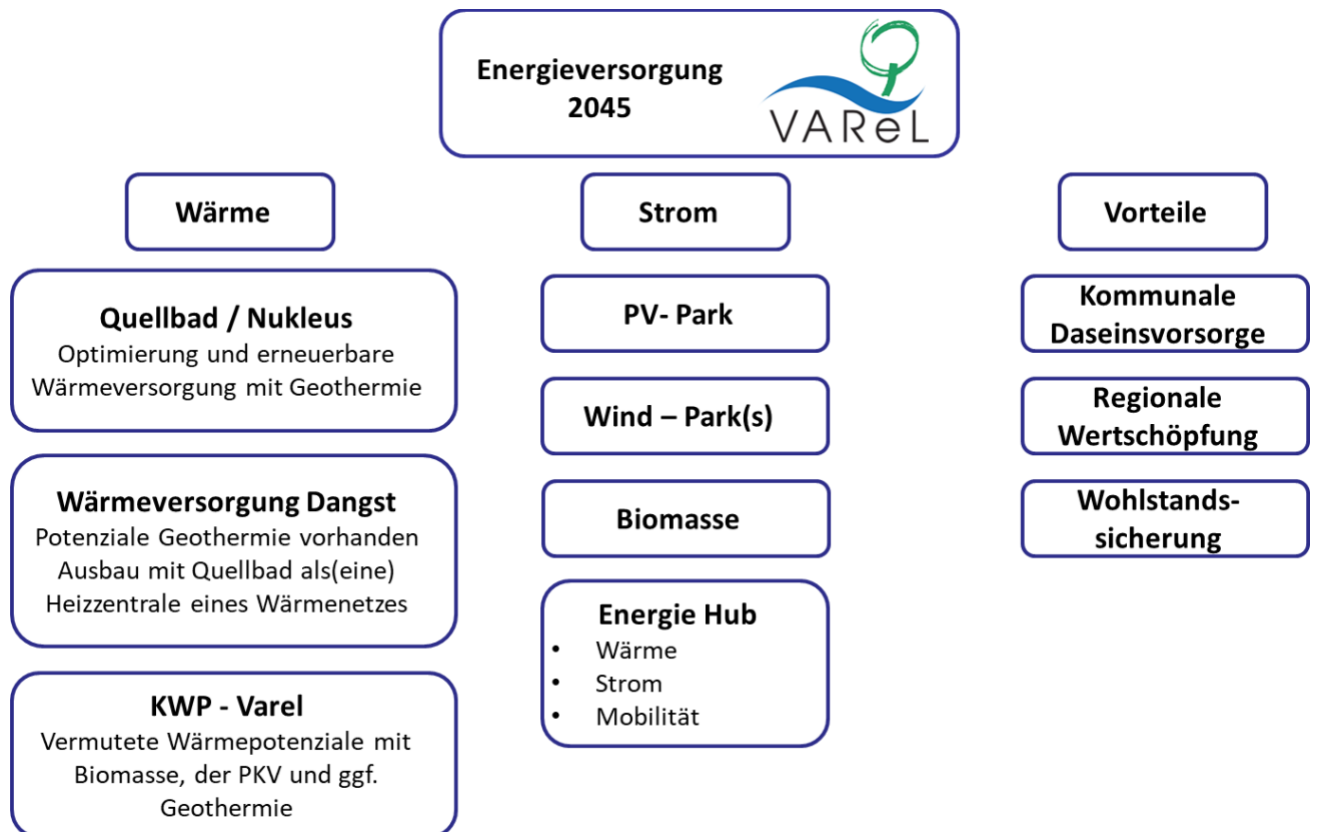 Energieversorgung
2045
VAReL
Wärme
Quellbad / Nukleus
Optimierung und erneuerbare
Wärmeversorgung mit Geothermie
Wärmeversorgung Dangst
Potenziale Geothermie vorhanden
Ausbau mit Quellbad als(eine)
Heizzentrale eines Wärmenetzes
KWP - Varel
Vermutete Wärmepotenziale mit
Biomasse, der PKV und ggf.
Geothermie
Strom
PV- Park
Wind – Park(s)
Biomasse
Energie Hub
• Wärme
• Strom
• Mobilität
Vorteile
Kommunale
Daseinsvorsorge
Regionale
Wertschöpfung
Wohlstands-
sicherung